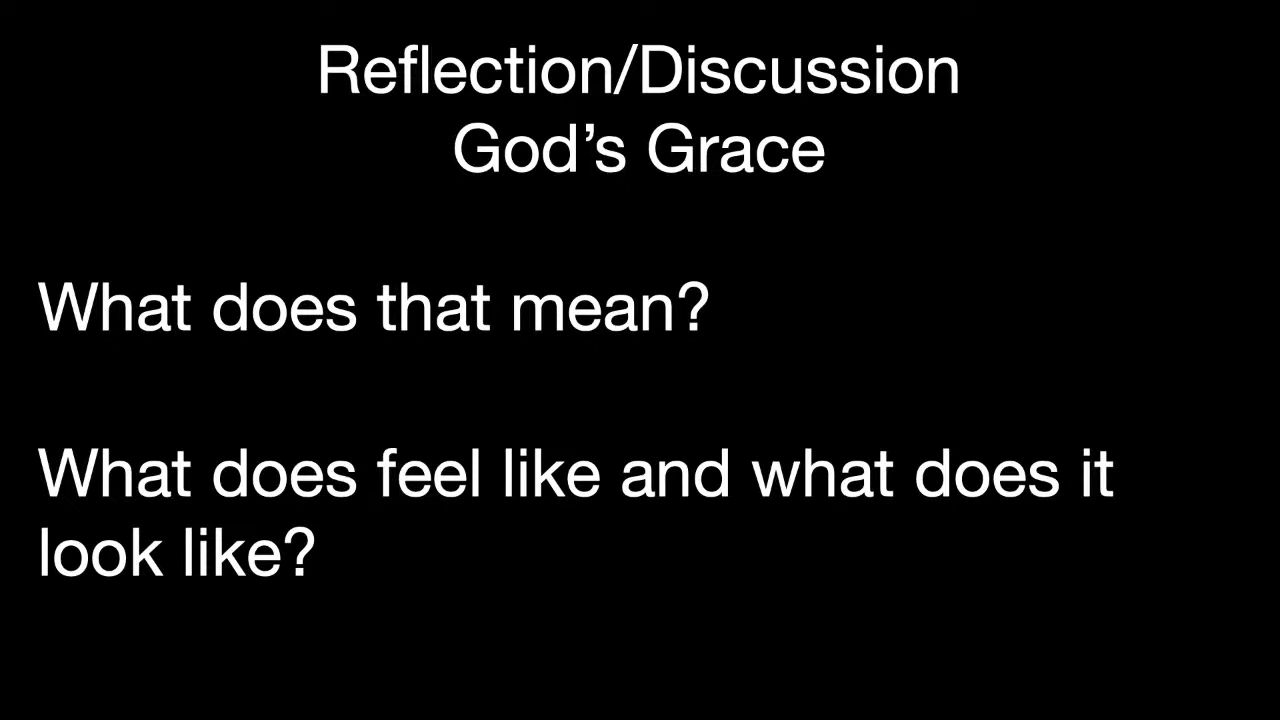 Reflection/Discussion
God’s Grace
What does that mean?
What does feel like and what does it
look like?